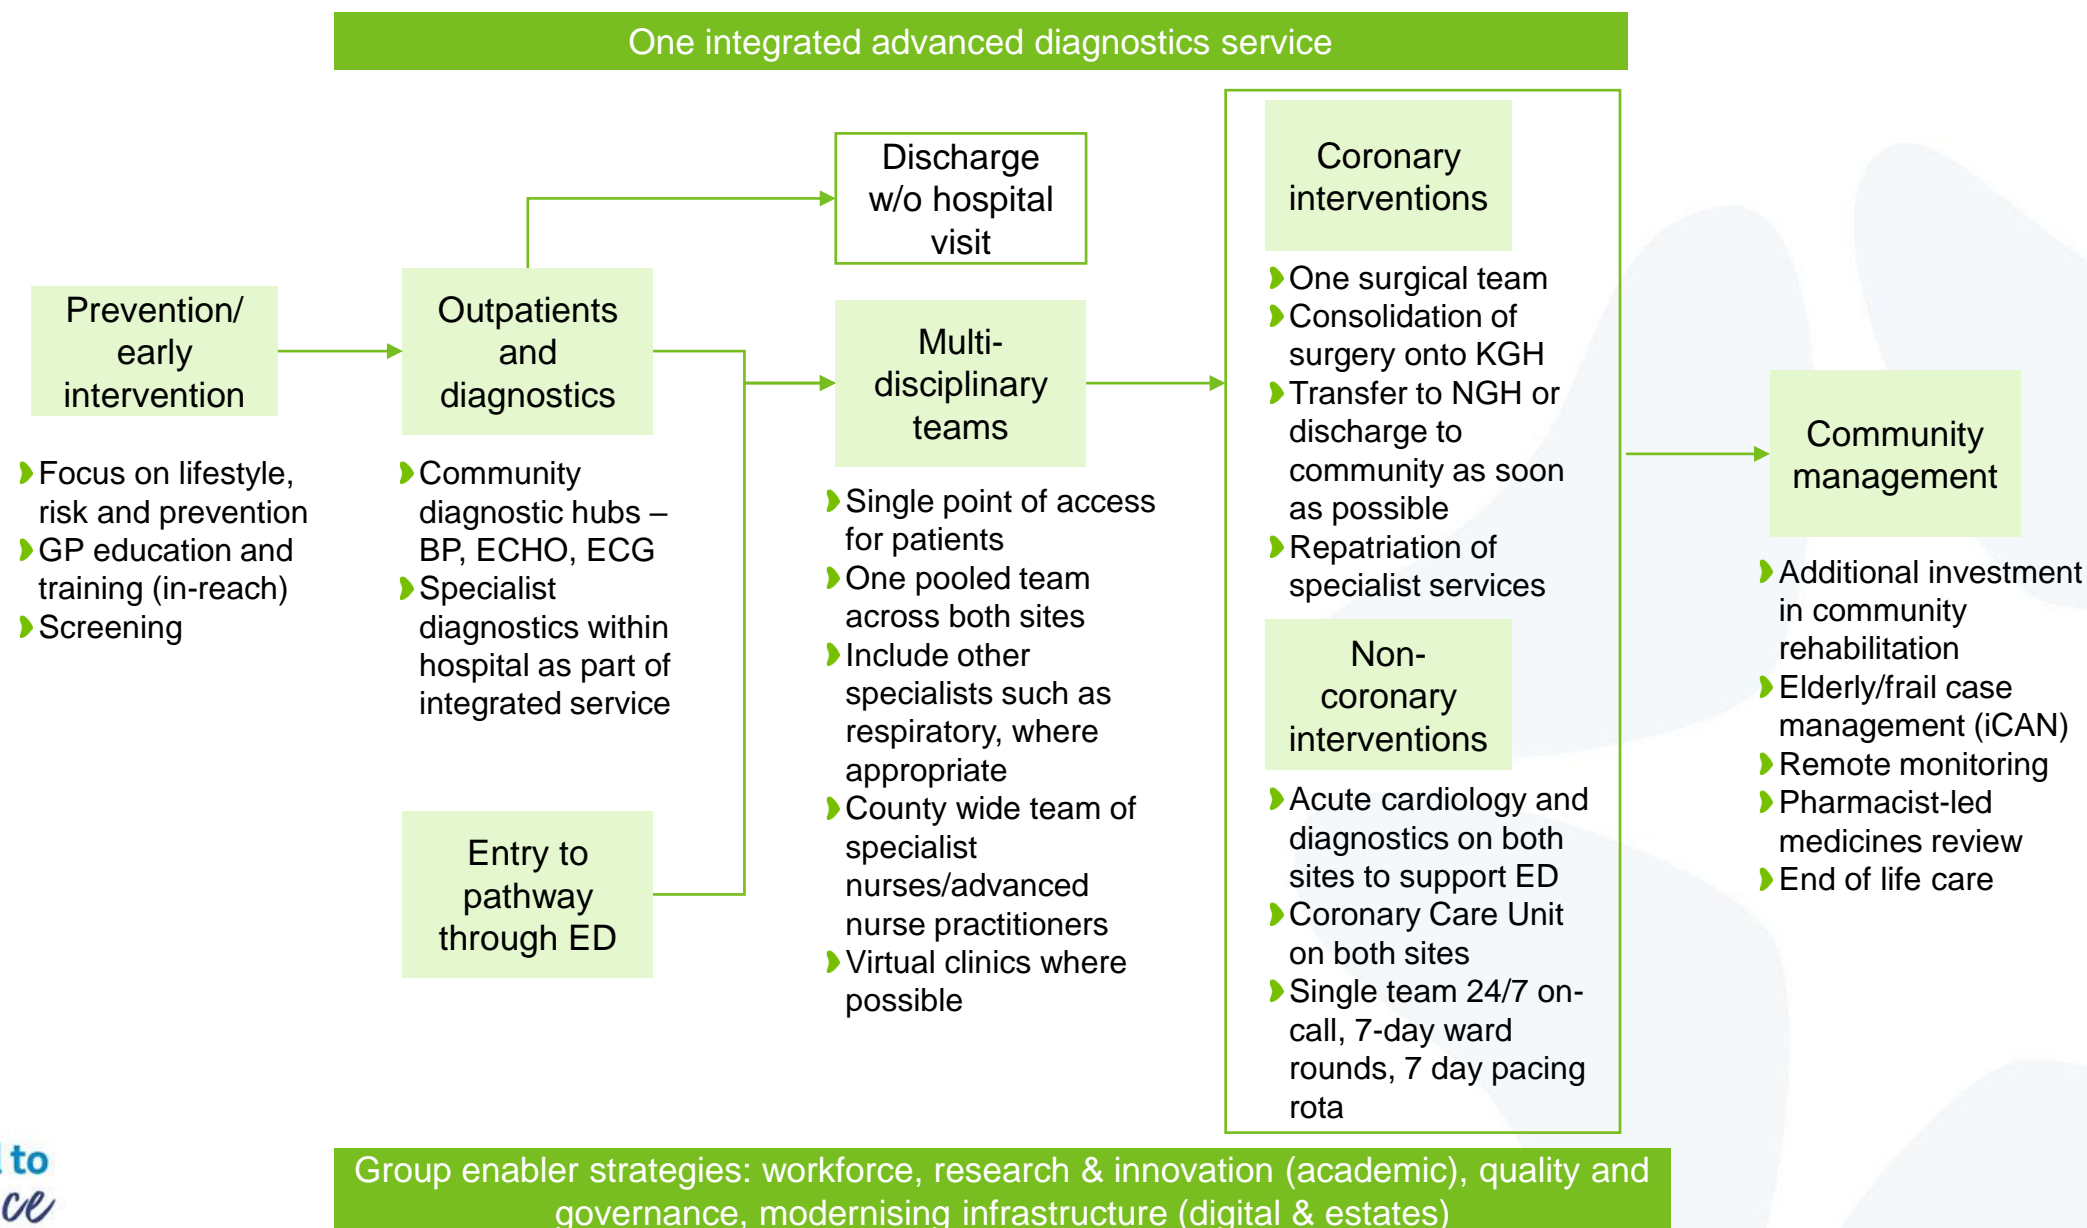 One integrated advanced diagnostics service
Discharge
w/o hospital
visit
Prevention/
early
intervention
Focus on lifestyle,
risk and prevention
GP education and
training (in-reach)
Screening
Outpatients
and
diagnostics
Community
diagnostic hubs –
BP, ECHO, ECG
Specialist
diagnostics within
hospital as part of
integrated service
Entry to
pathway
through ED
Multi-
disciplinary
teams
Single point of access
for patients
One pooled team
across both sites
Include other
specialists such as
respiratory, where
appropriate
County wide team of
specialist
nurses/advanced
nurse practitioners
Virtual clinics where
possible
Coronary
interventions
One surgical team
Consolidation of
surgery onto KGH
Transfer to NGH or
discharge to
community as soon
as possible
Repatriation of
specialist services
Non-
coronary
interventions
Acute cardiology and
diagnostics on both
sites to support ED
Coronary Care Unit
on both sites
Single team 24/7 on-
call, 7-day ward
rounds, 7 day pacing
rota
Community
management
Additional investment
in community
rehabilitation
Elderly/frail case
management (iCAN)
Remote monitoring
Pharmacist-led
medicines review
End of life care
to
Group enabler strategies: workforce, research & innovation (academic), quality and
governance, modernising infrastructure (digital & estates)